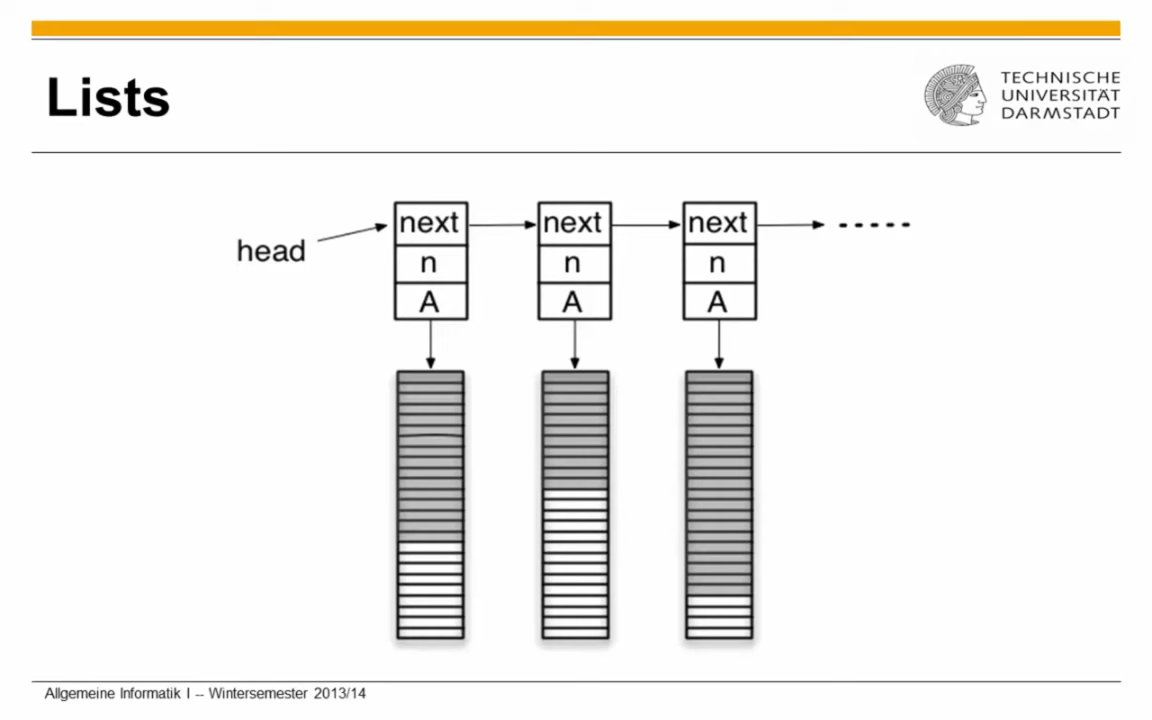 Lists
TECHNISCHE
UNIVERSITÄT
DARMSTADT
head
next
next
next
n
n
n
A
A
A
Allgemeine Informatik I -- Wintersemester 2013/14